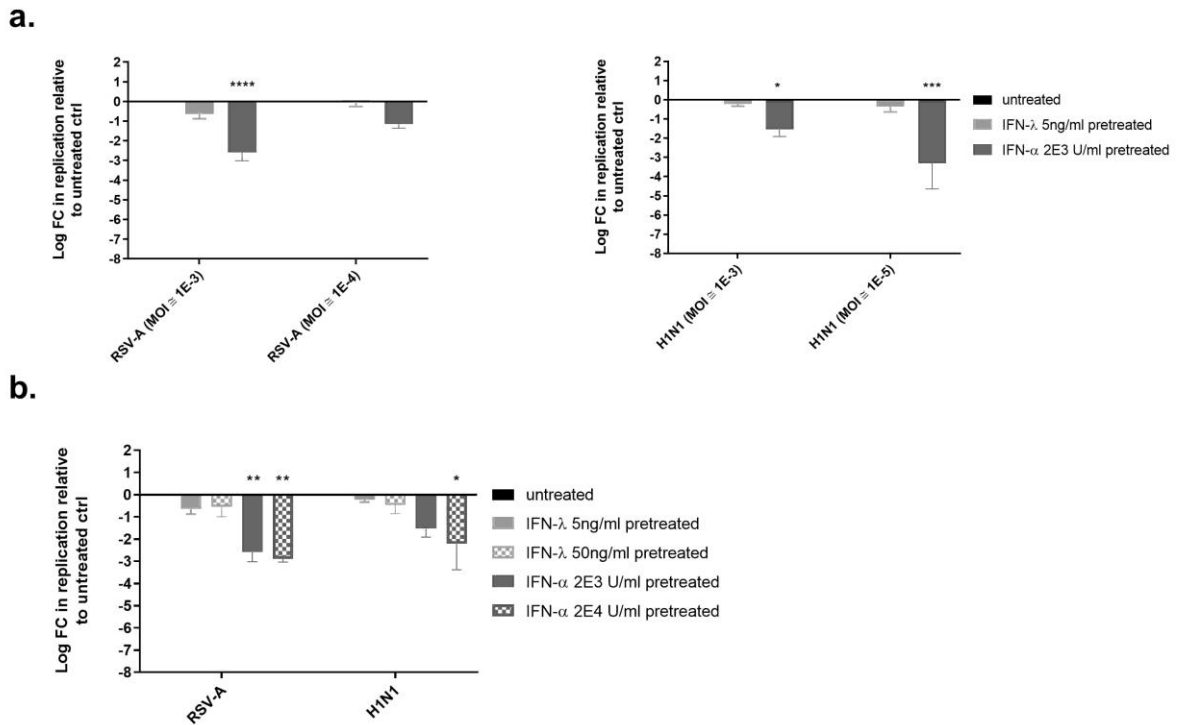 a.
Log FC in replication relative
to untreated ctrl
2
1
0
-1
-2
-3
-4
-5
-6
-7
-8
****
RSV-A (MOI ≅ 1E-3)
RSV-A (MOI ≅ 1E-4)
Log FC in replication relative
to untreated ctrl
2
1
0
-1
-2
-3
-4
-5
-6
-7
-8
*
***
H1N1 (MOI ≅ 1E-3)
H1N1 (MOI ≅ 1E-5)
untreated
IFN-λ 5ng/ml pretreated
IFN-α 2E3 U/ml pretreated
b.
Log FC in replication relative
to untreated ctrl
2
1
0
-1
-2
-3
-4
-5
-6
-7
-8
** **
*
RSV-A
H1N1
untreated
IFN-λ 5ng/ml pretreated
IFN-λ 50ng/ml pretreated
IFN-α 2E3 U/ml pretreated
IFN-α 2E4 U/ml pretreated